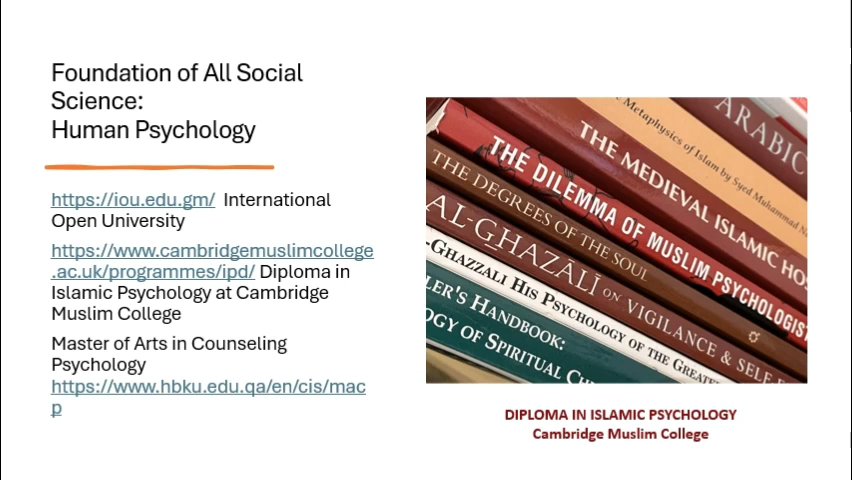 Foundation of All Social
Science:
Human Psychology
https://iou.edu.gm/ International
Open University
https://www.cambridgemuslimcollege
.ac.uk/programmes/ipd/ Diploma in
Islamic Psychology at Cambridge
Muslim College
Master of Arts in Counseling
Psychology
https://www.hbku.edu.qa/en/cis/mac
p
ARABIC
Metaphysics of Islam by Syed Muhammad N
THE MEDIEVAL ISLAMIC HOS
THE DILEMMA OF MUSLIM PSYCHOLOGIST
THE DEGREES OF THE SOUL
AL-GHAZĀLĪ ON VIGILANCE & SELF E
-GHAZZALI HIS PSYCHOLOGY OF THE GREATE
LER'S HANDBOOK:
OGY OF SPIRITUAL CH
DIPLOMA IN ISLAMIC PSYCHOLOGY
Cambridge Muslim College